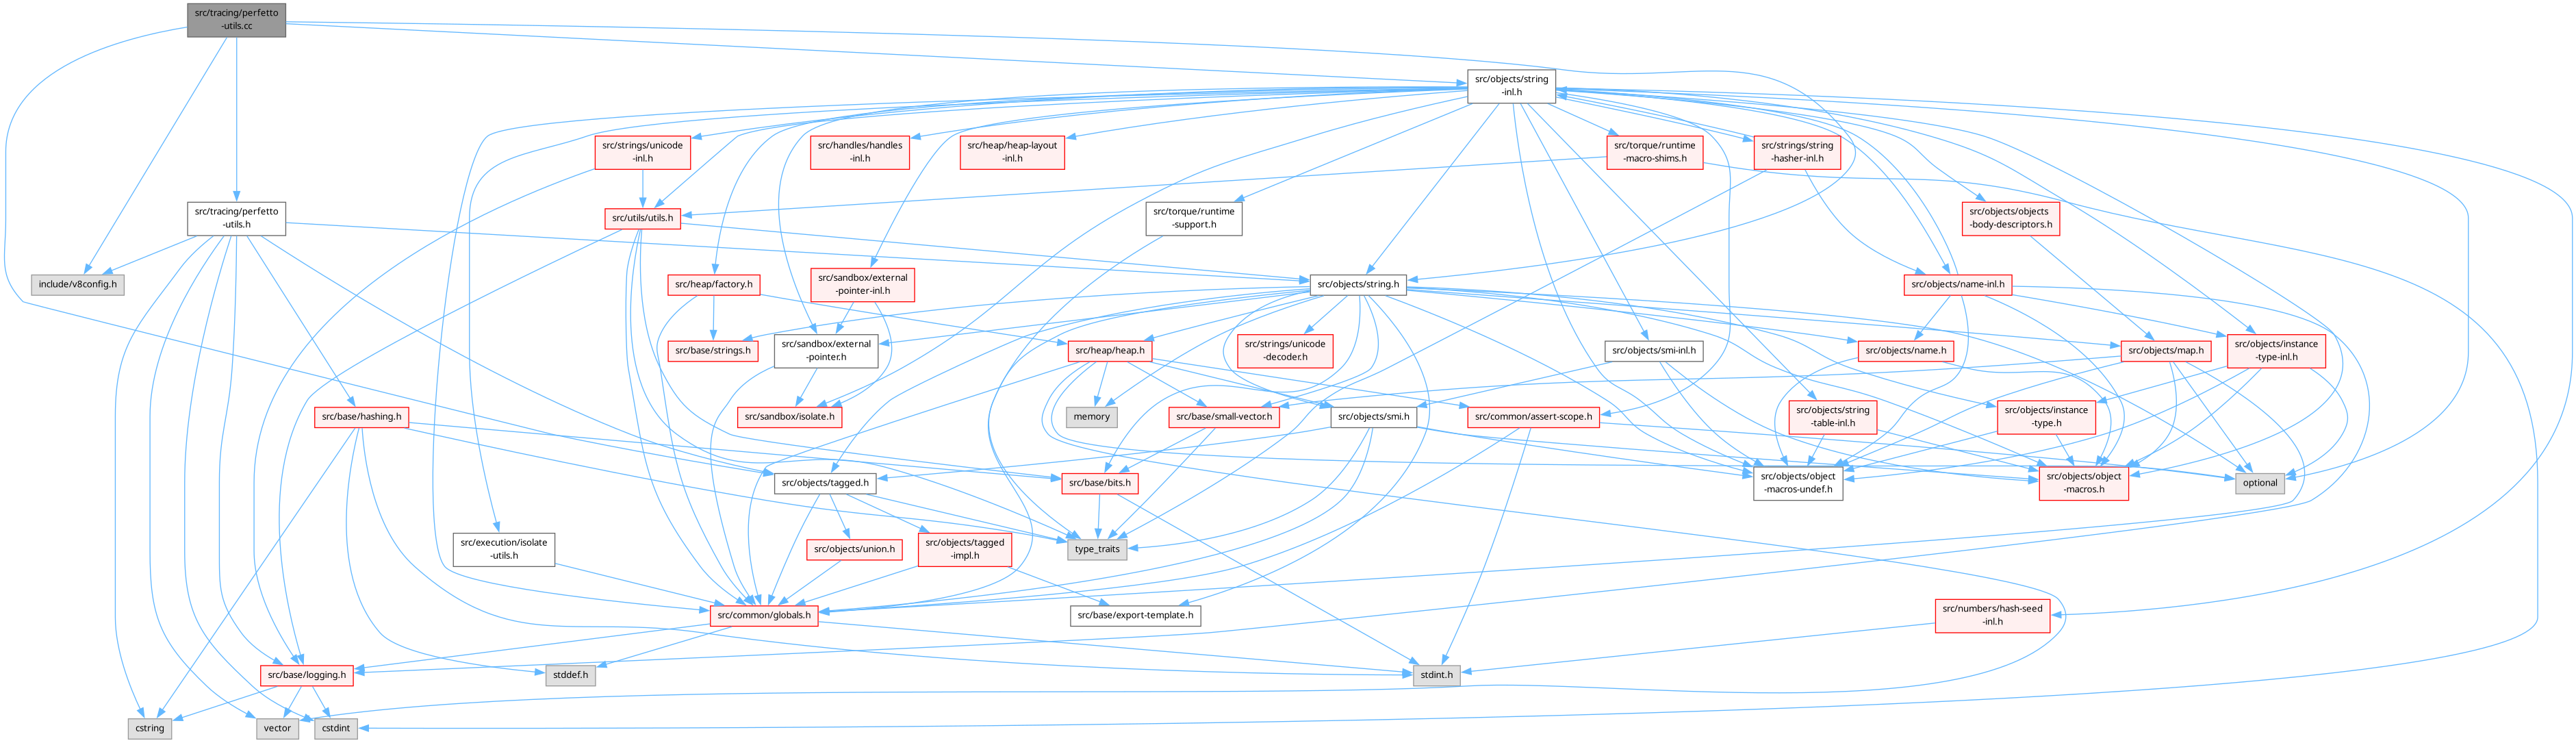 src/tracing/perfetto
-utils.cc
src/objects/string
-inl.h
src/strings/unicode
-inl.h
src/handles/handles
-inl.h
src/heap/heap-layout
-inl.h
src/torque/runtime
-macro-shims.h
src/strings/string
-hasher-inl.h
src/tracing/perfetto
-utils.h
src/utils/utils.h
src/torque/runtime
-support.h
src/objects/objects
-body-descriptors.h
include/v8config.h
src/heap/factory.h
src/sandbox/external
-pointer-inl.h
src/objects/string.h
src/objects/name-inl.h
src/base/strings.h
src/sandbox/external
-pointer.h
src/heap/heap.h
src/strings/unicode
-decoder.h
src/objects/smi-inl.h
src/objects/name.h
src/objects/map.h
src/objects/instance
-type-inl.h
src/base/hashing.h
src/sandbox/isolate.h
memory
src/base/small-vector.h
src/objects/smi.h
src/common/assert-scope.h
src/objects/string
-table-inl.h
src/objects/instance
-type.h
src/objects/tagged.h
src/base/bits.h
src/objects/object
-macros-undef.h
src/objects/object
-macros.h
optional
src/execution/isolate
-utils.h
src/objects/union.h
src/objects/tagged
-impl.h
type_traits
src/common/globals.h
src/base/export-template.h
src/numbers/hash-seed
-inl.h
src/base/logging.h
stddef.h
stdint.h
cstring
vector
cstdint